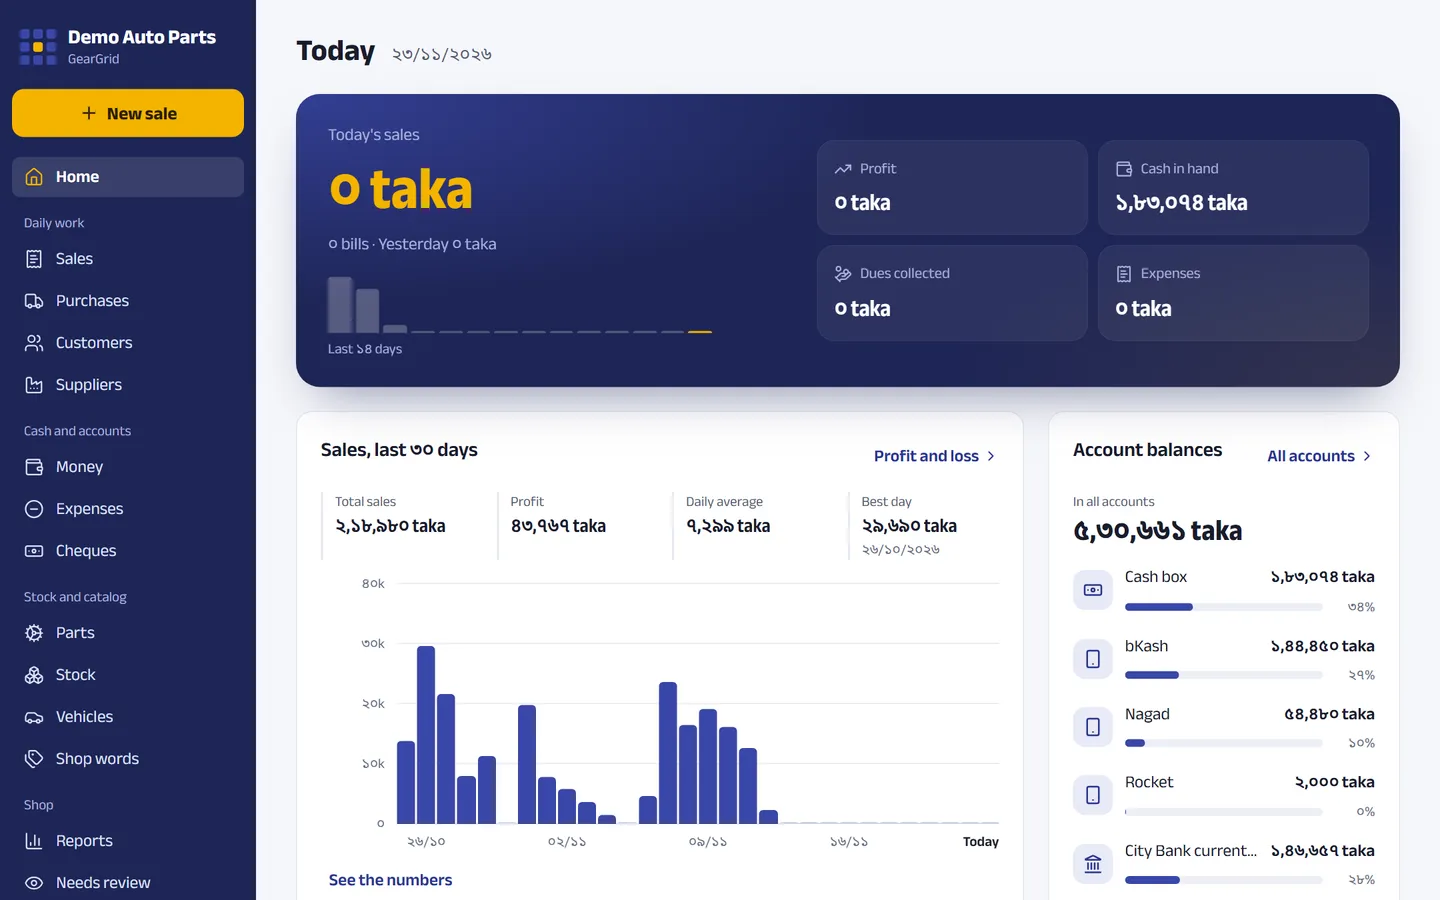 Demo Auto Parts
GearGrid
+ New sale
Home
Daily work
Sales
Purchases
Customers
Suppliers
Cash and accounts
Money
Expenses
Cheques
Stock and catalog
Parts
Stock
Vehicles
Shop words
Shop
Reports
Needs review
Today ২৩/১১/২০২৬
Today's sales
০ taka
০ bills · Yesterday ০ taka
Last ১৪ days
Profit
০ taka
Cash in hand
১,৮৩,০৭৪ taka
Dues collected
০ taka
Expenses
০ taka
Sales, last ৩০ days
Profit and loss
Total sales
২,১৮,৯৮০ taka
Profit
৪৩,৭৬৭ taka
Daily average
৭,২৯৯ taka
Best day
২৯,৬৯০ taka
২৬/১০/২০২৬
৪০k
৩০k
২০k
১০k
০
২৬/১০
০২/১১
০৯/১১
১৬/১১
Today
See the numbers
Account balances
All accounts
In all accounts
৫,৩০,৬৬১ taka
Cash box ১,৮৩,০৭৪ taka
৩৪%
bKash ১,৪৪,৮৫০ taka
২৭%
Nagad ৫৪,৪৮০ taka
১০%
Rocket ২,০০০ taka
০%
City Bank current... ১,৪৬,৬৫৭ taka
২৮%